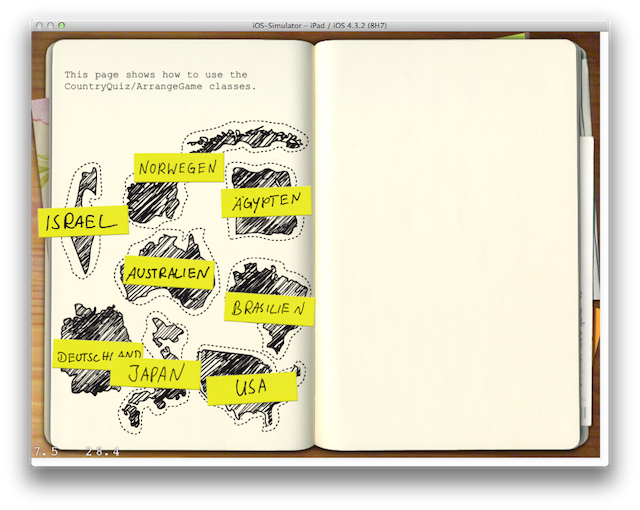 iOS-Simulator – iPad / iOS 4.3.2 (8H7)
This page shows how to use the
CountryQuiz/ArrangeGame classes.
NORWEGEN
ÄGYPTEN
ISRAEL
AUSTRALIEN
BRASILIEN
DEUTSCHLAND
JAPAN
USA
7.5 28.4